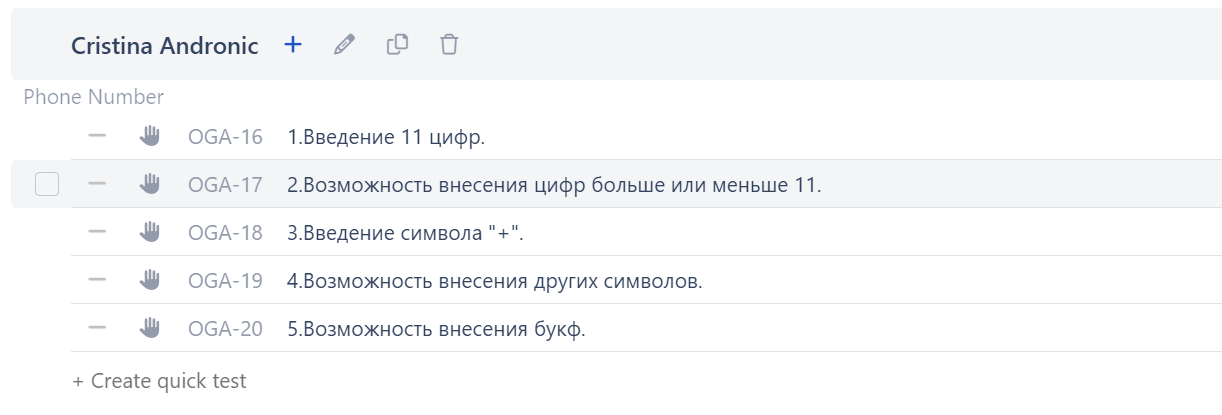 Cristina Andronic
Phone Number
OGA-16 1.Введение 11 цифр.
OGA-17 2.Возможность внесения цифр больше или меньше 11.
OGA-18 3.Введение символа "+".
OGA-19 4.Возможность внесения других символов.
OGA-20 5.Возможность внесения букф.
+ Create quick test